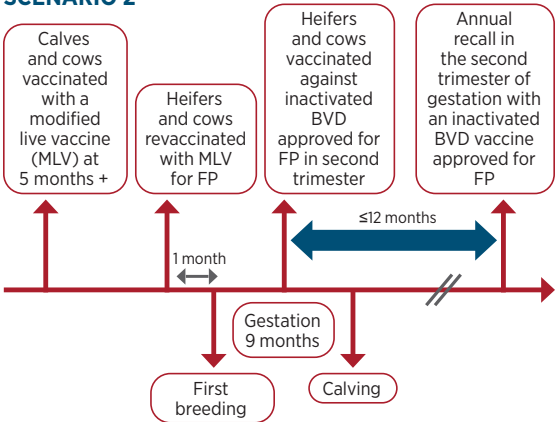 SCENARIO 2
Calves
and cows
vaccinated
with a
modified
live vaccine
(MLV) at
5 months +
Heifers
and cows
revaccinated
with MLV
for FP
Heifers
and cows
vaccinated
against
inactivated
BVD
approved for
FP in second
trimester
Annual
recall in
the second
trimester of
gestation with
an inactivated
BVD vaccine
approved for
FP
≤12 months
1 month
Gestation
9 months
First
breeding
Calving